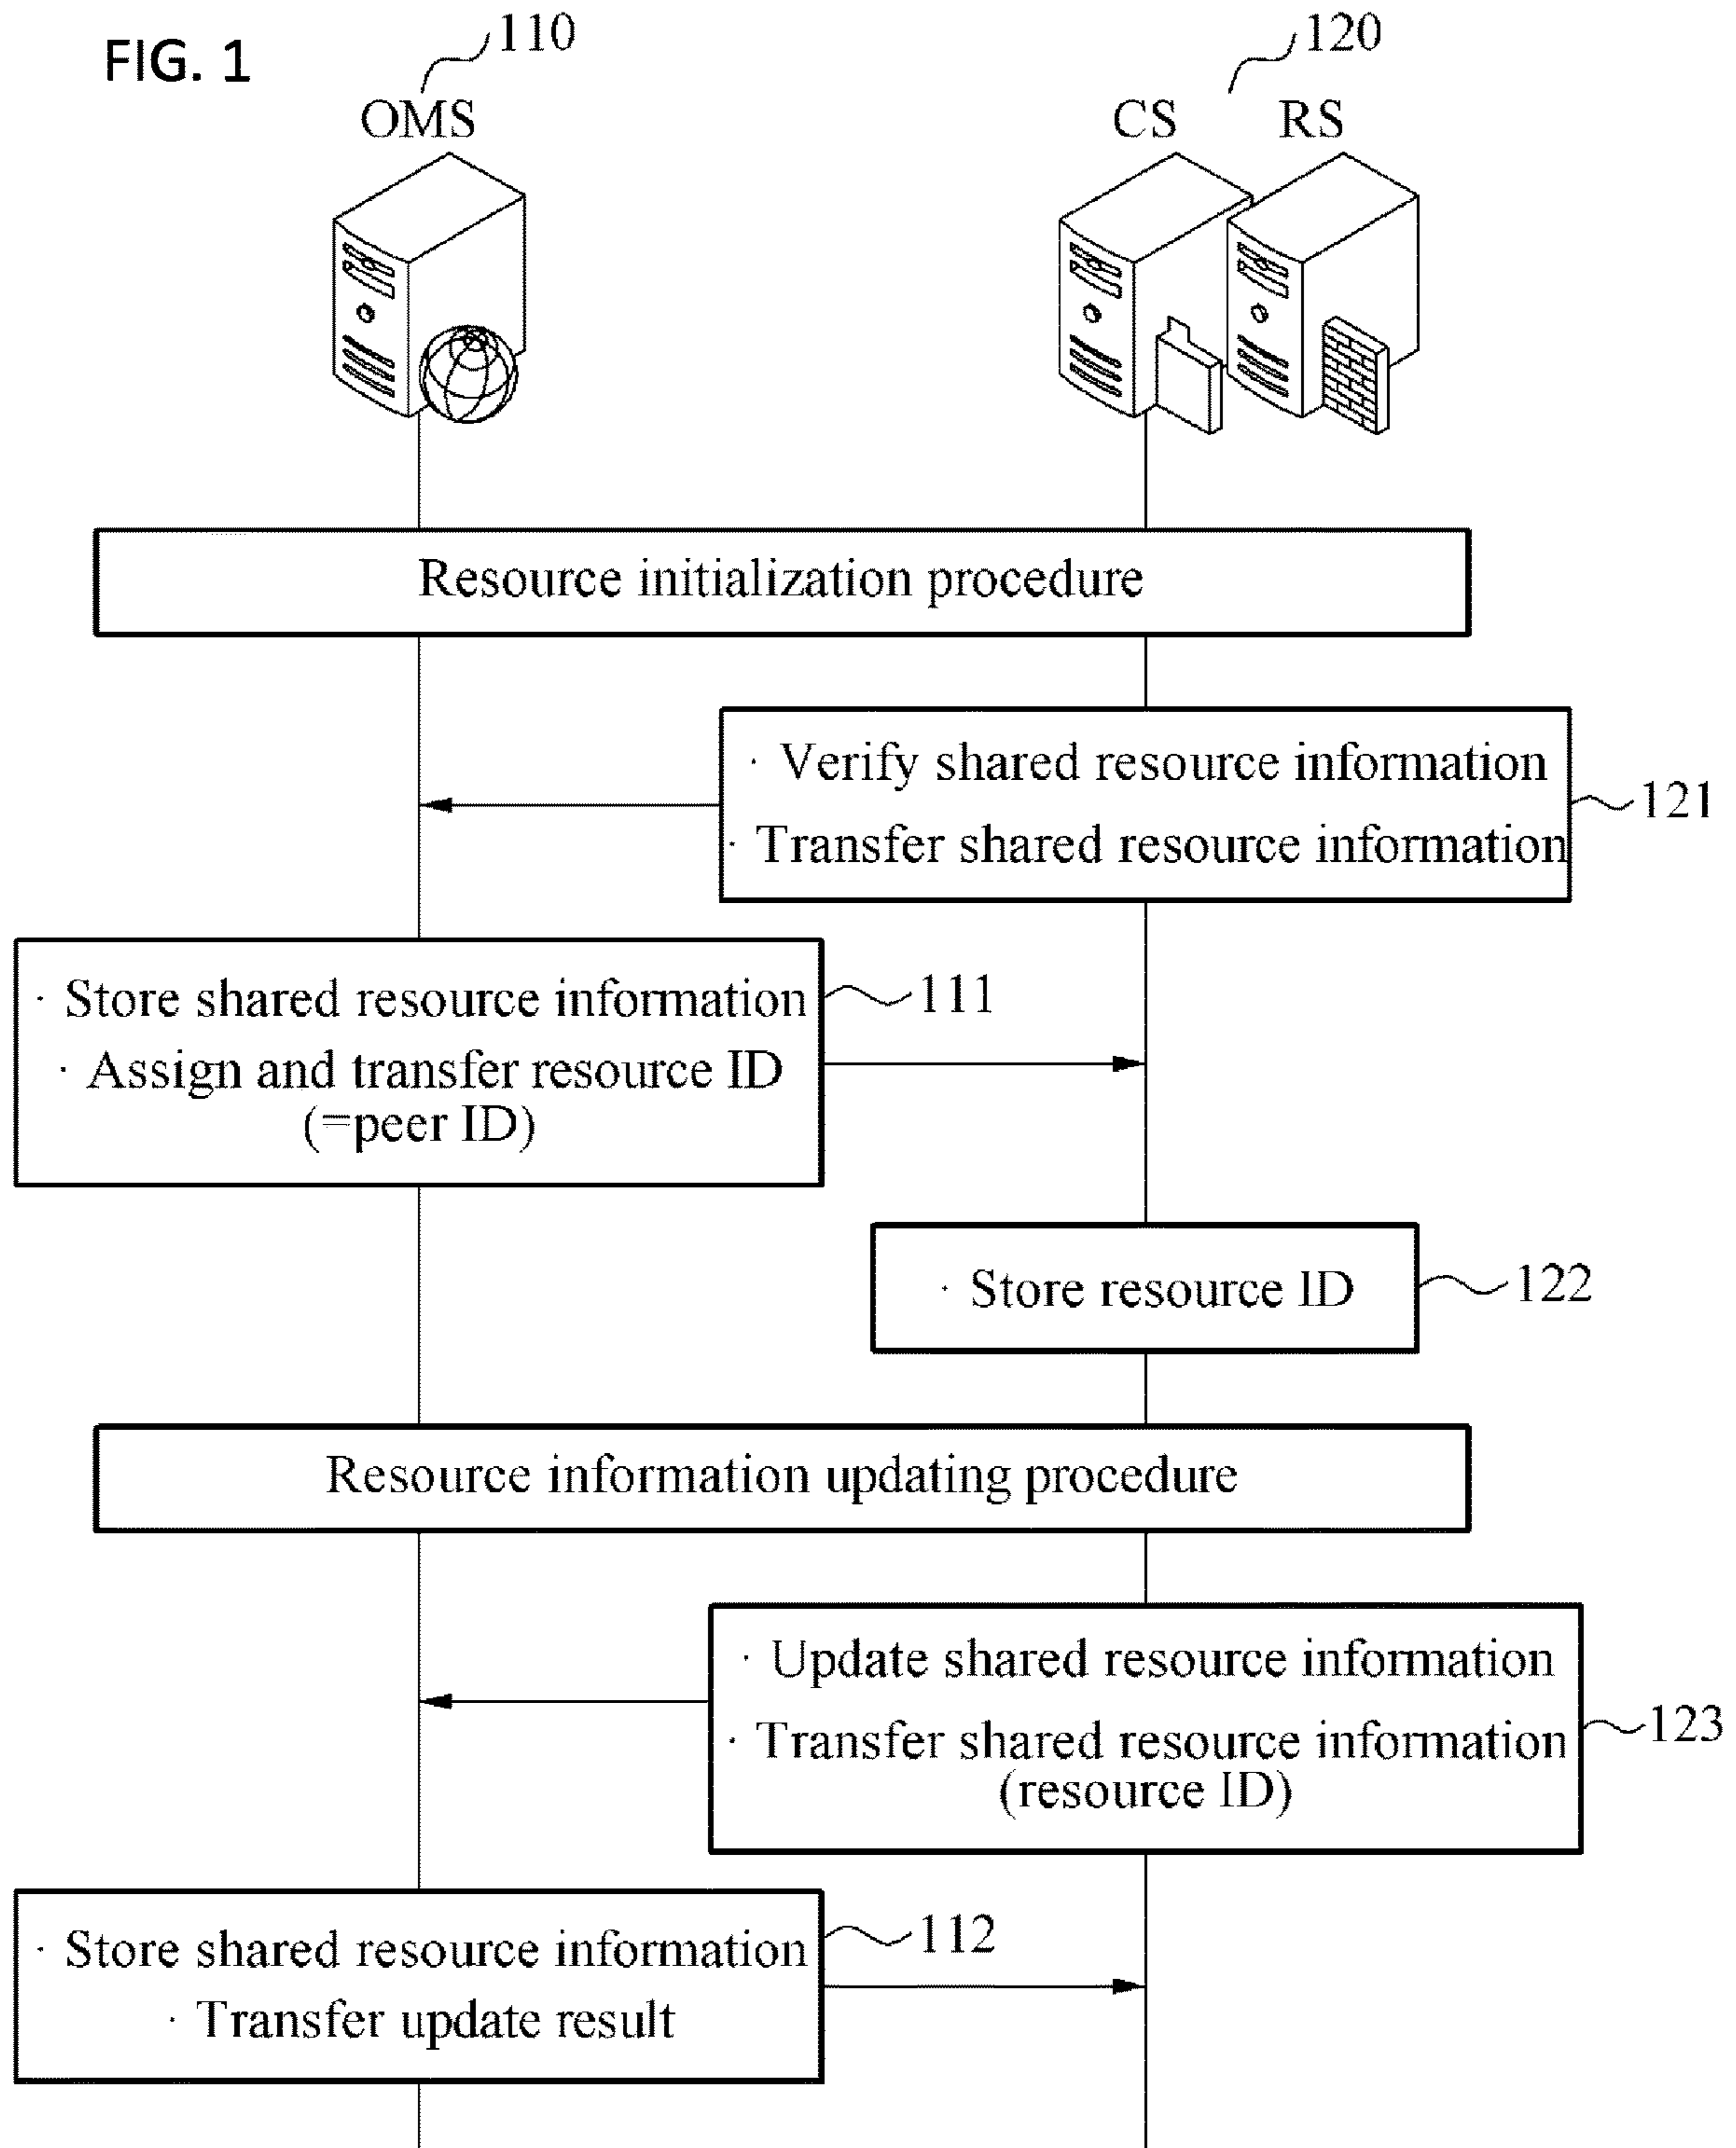 FIG. 1
110
120
OMS
CS
RS
Resource initialization procedure
· Verify shared resource information
· Transfer shared resource information
121
· Store shared resource information
· Assign and transfer resource ID
(=peer ID)
111
· Store resource ID
122
Resource information updating procedure
· Update shared resource information
· Transfer shared resource information
(resource ID)
123
· Store shared resource information
· Transfer update result
112